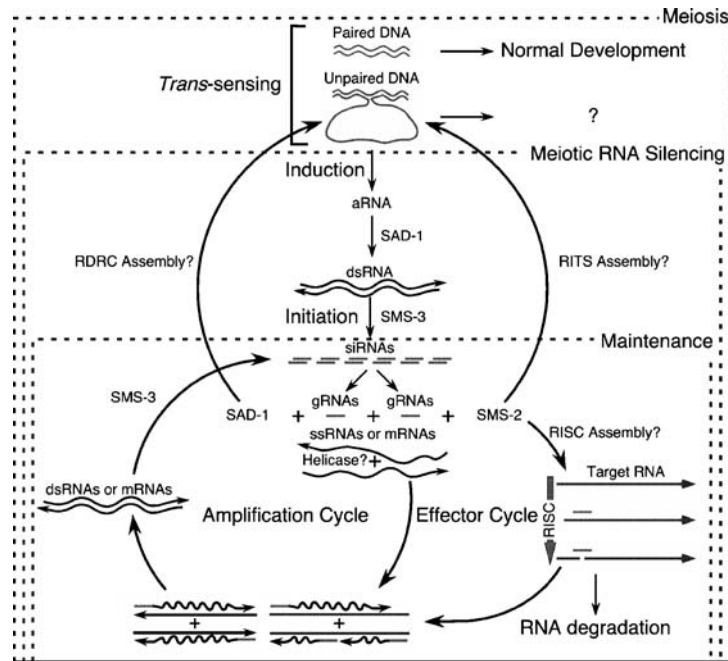 Meiosis
Paired DNA
Normal Development
Trans-sensing
Unpaired DNA
?
Meiotic RNA Silencing
Induction
aRNA
SAD-1
RDRC Assembly?
RITS Assembly?
dsRNA
Initiation
SMS-3
Maintenance
siRNAs
SMS-3
gRNAs
gRNAs
SAD-1
+
+
+
SMS-2
ssRNAs or mRNAs
RISC Assembly?
Helicase?
+
Target RNA
dsRNAs or mRNAs
Amplification Cycle
Effector Cycle
RISC
+
+
RNA degradation